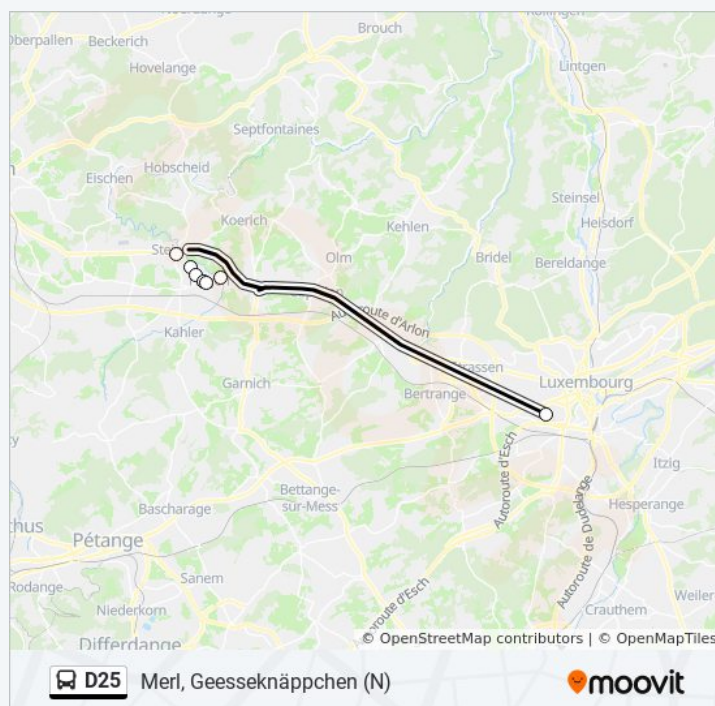 Oberpallen
Beckerich
Brouch
Lintgen
Hovelange
Septfontaines
Hobscheid
Eischen
Steinsel
Koerich
Heisdorf
Kehlen
Olm
Bridel
Bereldange
Autoroute d'Arlon
Kahler
Strassen
Luxembourg
Garnich
Bertrange
Autoroute d'Esch
Itzig
Bettange-
sur-Mess
Autoroute de Dudelange
Hesperange
Bascharage
Pétange
Sanem
Rodange
Weiler
Niederkorn
Crauthem
Differdange
© OpenStreetMap contributors | © OpenMapTiles
D25 Merl, Geesseknäppchen (N)
moovit